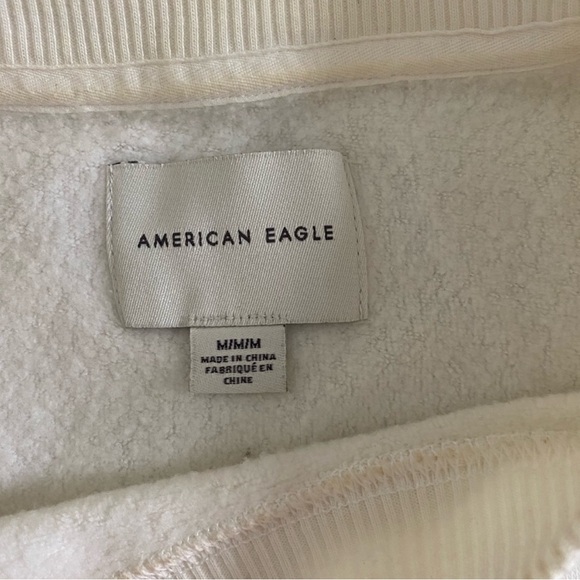 AMERICAN EAGLE
M/M/M
MADE IN CHINA
FABRIQUÉ EN
CHINE